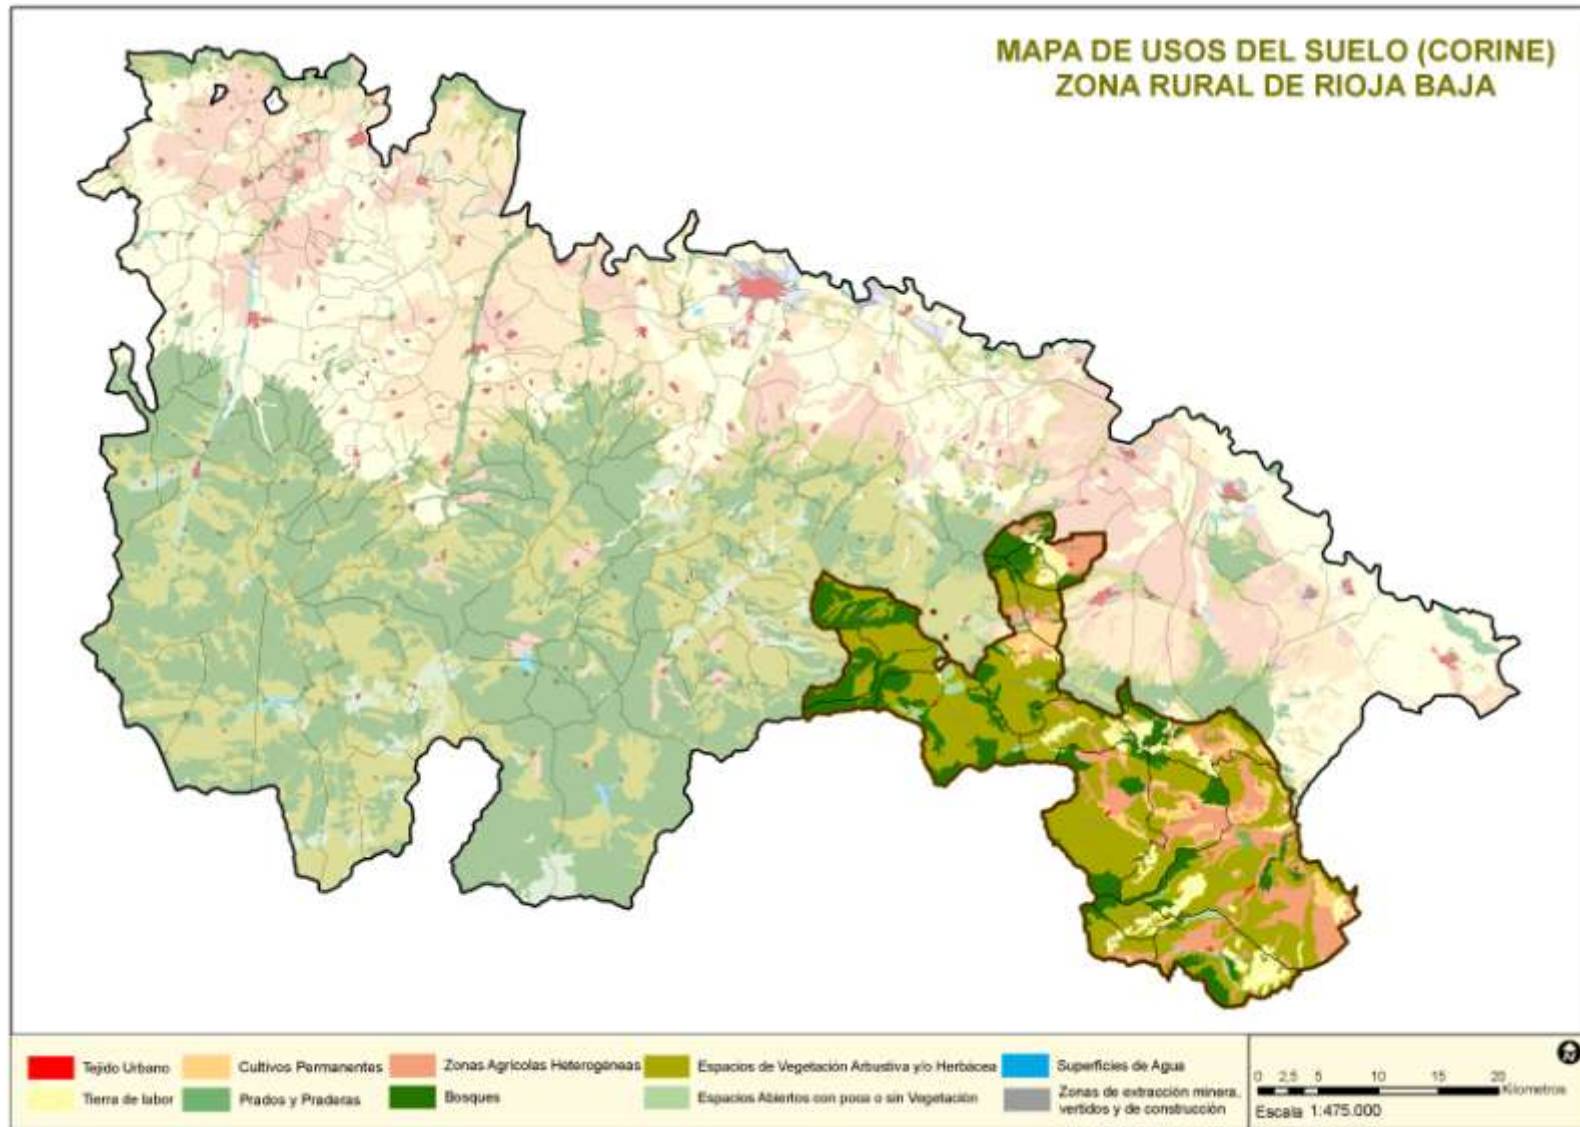 MAPA DE USOS DEL SUELO (CORINE)
ZONA RURAL DE RIOJA BAJA
Tejido Urbano
Cultivos Permanentes
Zonas Agrícolas Heterogéneas
Espacios de Vegetación Arbustiva y/o Herbácea
Superficies de Agua
Tierra de labor
Prados y Praderas
Bosques
Espacios Abiertos con poca o sin Vegetación
Zonas de extracción minera,
vertidos y de construcción
0 2,5 5 10 15 20
Kilometros
Escala 1:475.000